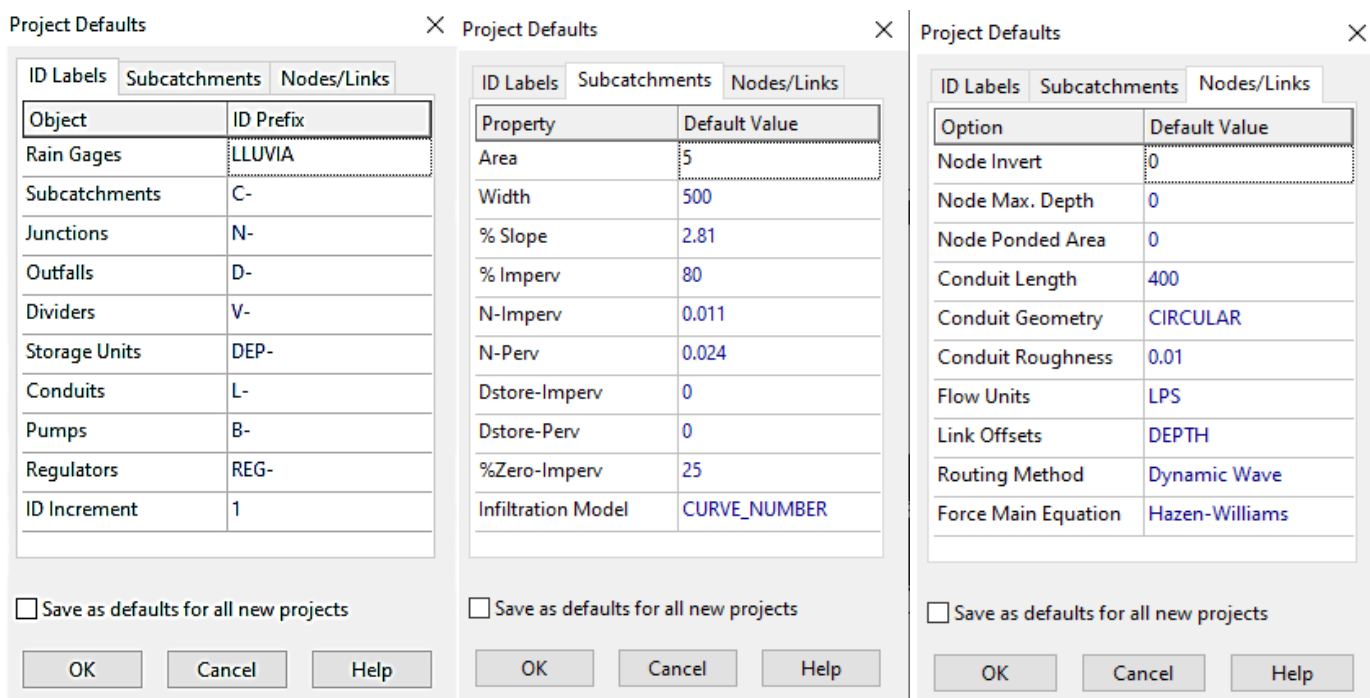 Project Defaults
ID Labels Subcatchments Nodes/Links
Object ID Prefix
Rain Gages LLUVIA
Subcatchments C-
Junctions N-
Outfalls D-
Dividers V-
Storage Units DEP-
Conduits L-
Pumps B-
Regulators REG-
ID Increment 1
Save as defaults for all new projects
OK Cancel Help
Project Defaults
ID Labels Subcatchments Nodes/Links
Property Default Value
Area 5
Width 500
% Slope 2.81
% Imperv 80
N-Imperv 0.011
N-Perv 0.024
Dstore-Imperv 0
Dstore-Perv 0
%Zero-Imperv 25
Infiltration Model CURVE_NUMBER
Save as defaults for all new projects
OK Cancel Help
Project Defaults
ID Labels Subcatchments Nodes/Links
Option Default Value
Node Invert 0
Node Max. Depth 0
Node Ponded Area 0
Conduit Length 400
Conduit Geometry CIRCULAR
Conduit Roughness 0.01
Flow Units LPS
Link Offsets DEPTH
Routing Method Dynamic Wave
Force Main Equation Hazen-Williams
Save as defaults for all new projects
OK Cancel Help